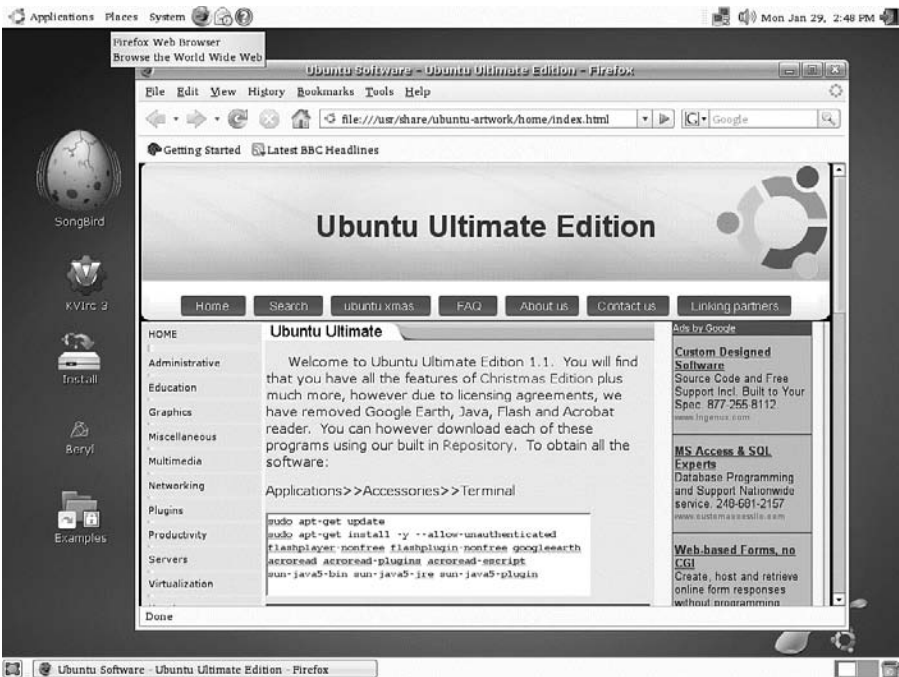 Applications Places System
Mon Jan 29, 2:48 PM
Firefox Web Browser
Browse the World Wide Web
Ubuntu Software - Ubuntu Ultimate Edition - Firefox
File Edit View History Bookmarks Tools Help
file:///usr/share/ubuntu-artwork/home/index.html
G Google
Getting Started Latest BBC Headlines
SongBird
KVIrc 3
Install
Beryl
Examples
Ubuntu Ultimate Edition
Home Search ubuntu xmas FAQ About us Contact us Linking partners
HOME
Administrative
Education
Graphics
Miscellaneous
Multimedia
Networking
Plugins
Productivity
Servers
Virtualization
Ubuntu Ultimate
Welcome to Ubuntu Ultimate Edition 1.1. You will find
that you have all the features of Christmas Edition plus
much more, however due to licensing agreements, we
have removed Google Earth, Java, Flash and Acrobat
reader. You can however download each of these
programs using our built in Repository. To obtain all the
software:
Applications>>Accessories>>Terminal
sudo apt-get update
sudo apt-get install -y --allow-unauthenticated
flashplayer-nonfree flashplugin-nonfree googleearth
acroread acroread-plugins acroread-escript
sun-java5-bin sun-java5-jre sun-java5-plugin
Ads by Google
Custom Designed
Software
Source Code and Free
Support Incl. Built to Your
Spec. 877-255-8112
www.Ingenux.com
MS Access & SQL
Experts
Database Programming
and Support Nationwide
service. 248-681-2157
Web-based Forms, no
CGI
Create, host and retrieve
online form responses
without programming
Done
Ubuntu Software - Ubuntu Ultimate Edition - Firefox